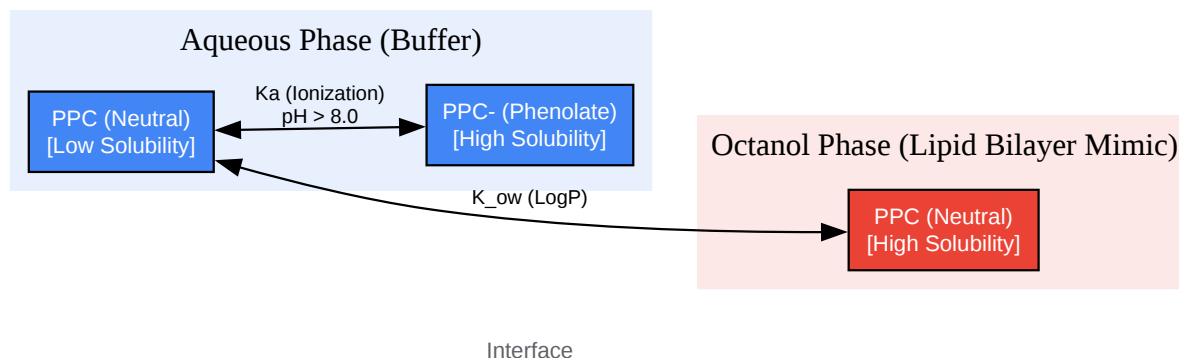 Aqueous Phase (Buffer)
PPC (Neutral)
[Low Solubility]
Ka (Ionization)
pH > 8.0
PPC- (Phenolate)
[High Solubility]
K_ow (LogP)
Octanol Phase (Lipid Bilayer Mimic)
PPC (Neutral)
[High Solubility]
Interface